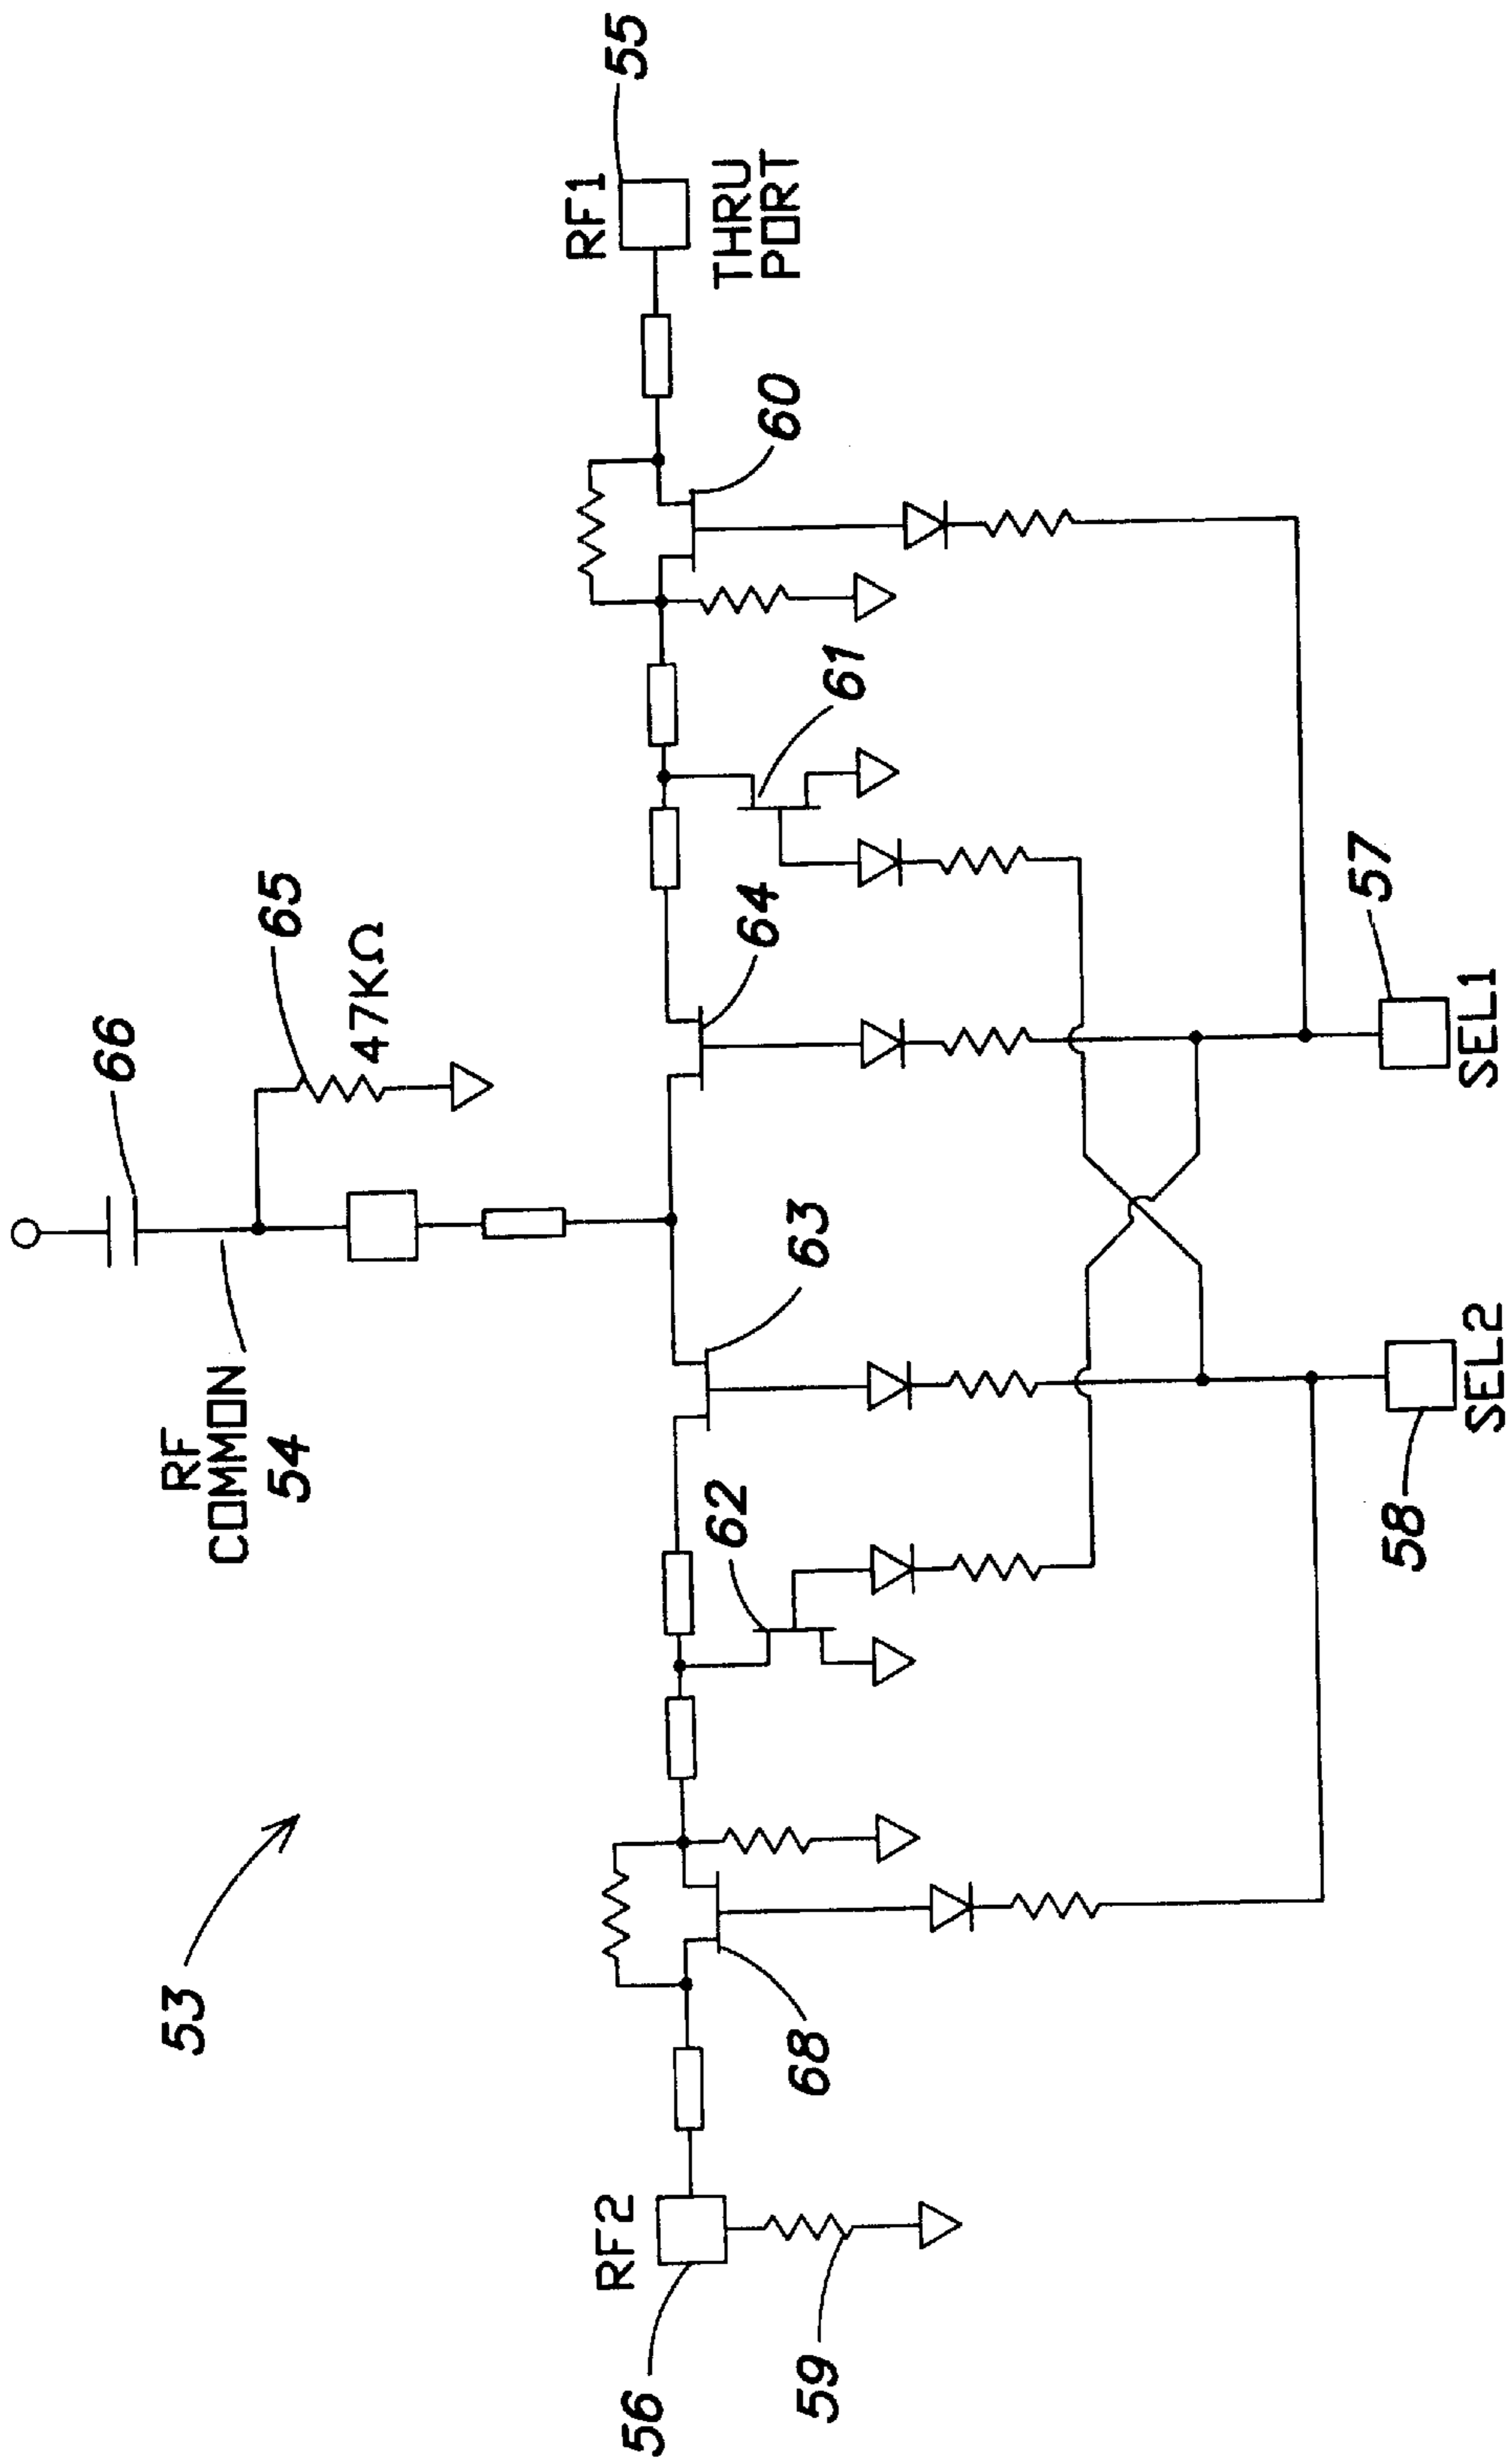 53
66
65
47KΩ
RF
COMMON
54
RF2
56
59
68
62
63
64
61
60
RF1
55
THRU
PORT
58
SEL2
57
SEL1